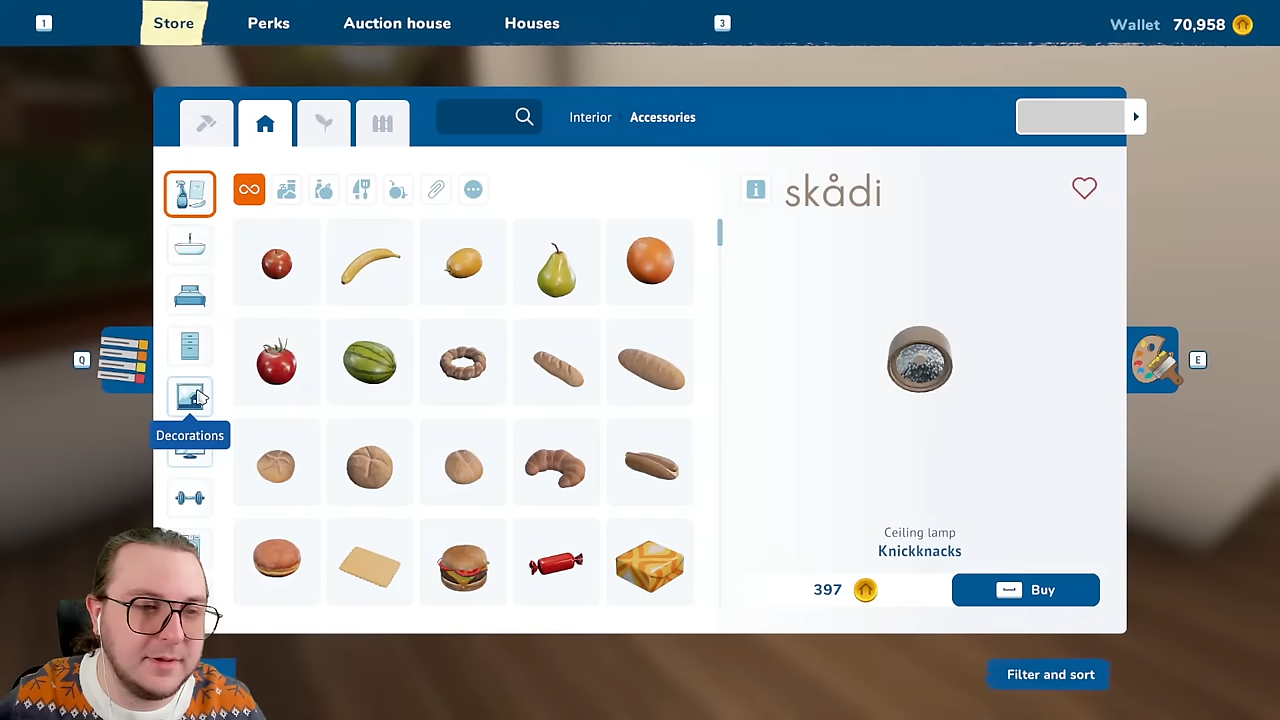 1
Store
Perks
Auction house
Houses
3
Wallet 70,958
Interior
Accessories
skådi
Q
E
Decorations
Ceiling lamp
Knickknacks
397
Buy
Filter and sort